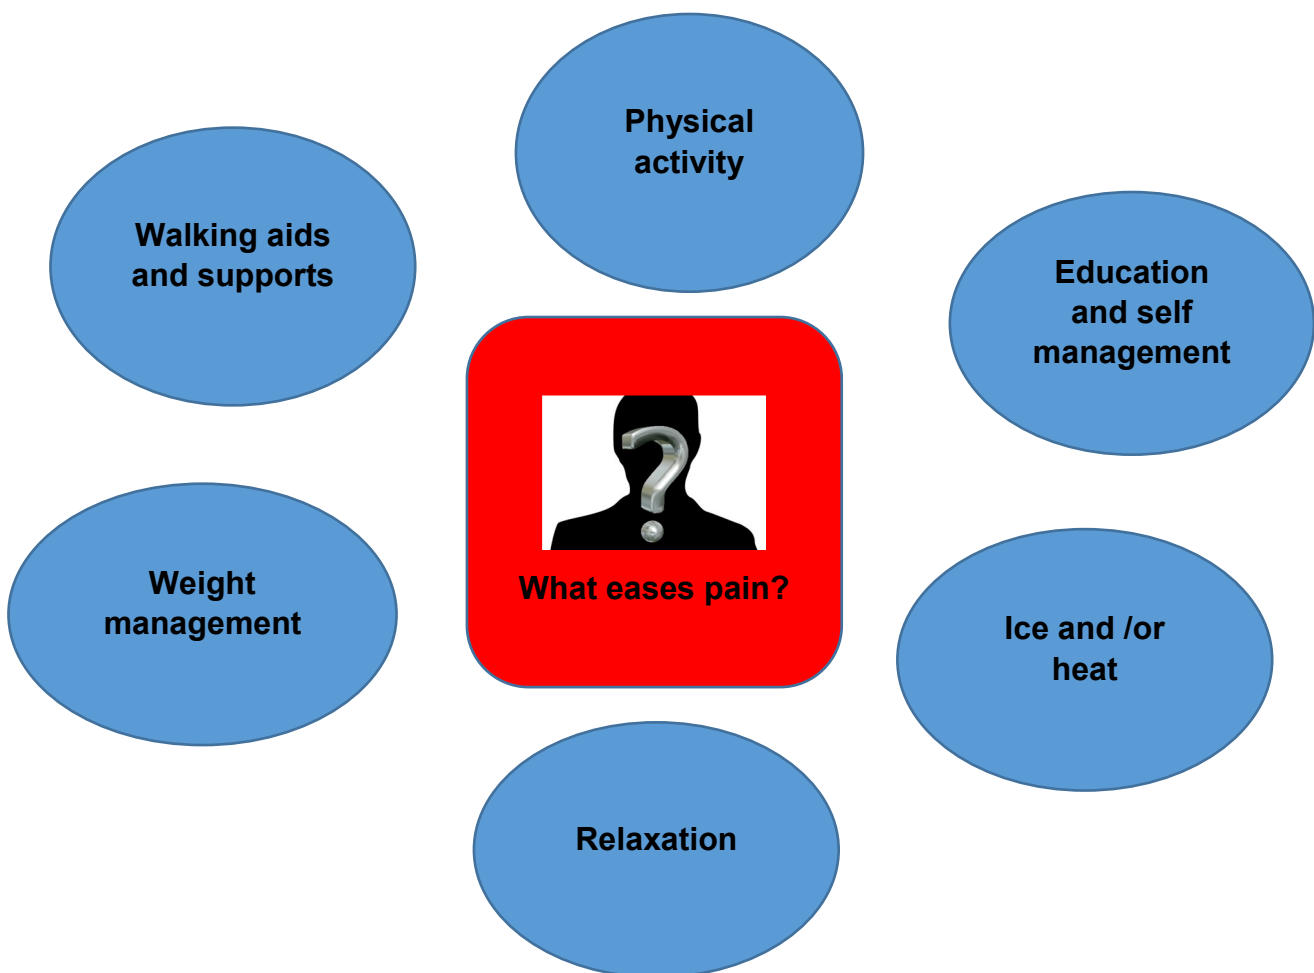 Physical
activity
Walking aids
and supports
Education
and self
management
What eases pain?
Weight
management
Ice and /or
heat
Relaxation